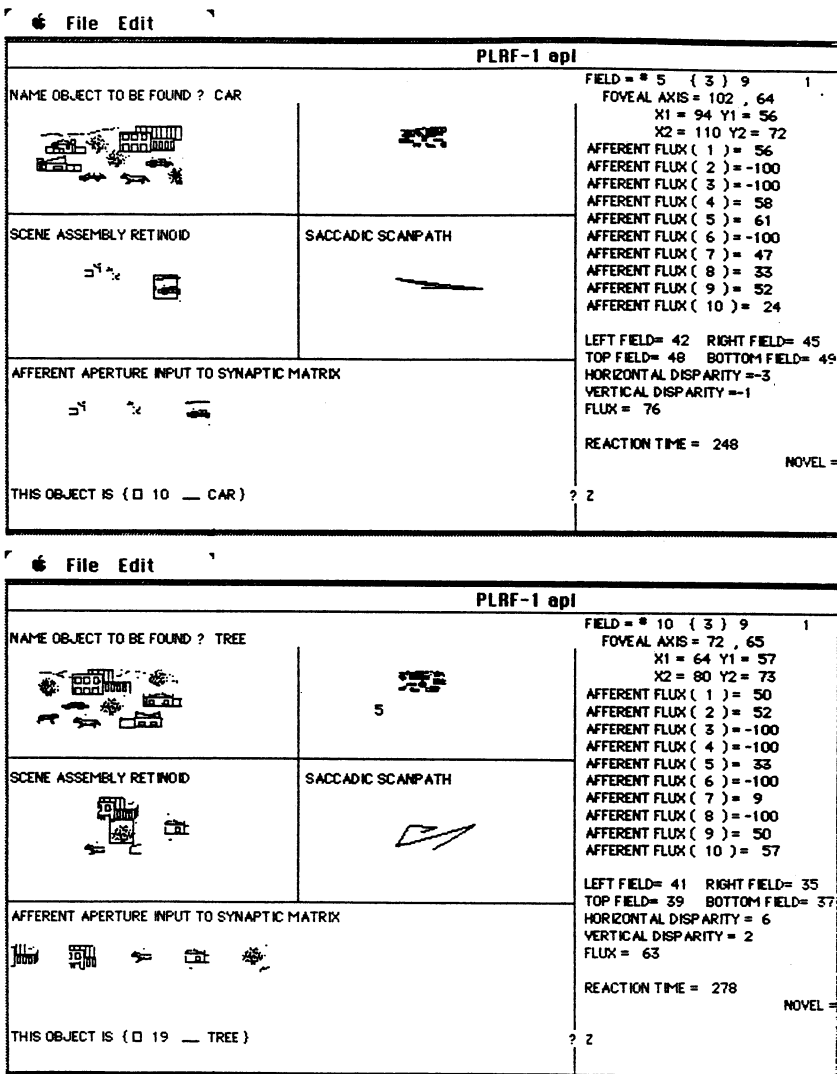 File Edit
PLRF-1 apl
NAME OBJECT TO BE FOUND ? CAR
SCENE ASSEMBLY RETINOID
SACCADIC SCANPATH
AFFERENT APERTURE INPUT TO SYNAPTIC MATRIX
THIS OBJECT IS { □ 10 __ CAR }
FIELD = # 5 { 3 } 9 1
FOVEAL AXIS = 102 , 64
X1 = 94 Y1 = 56
X2 = 110 Y2 = 72
AFFERENT FLUX ( 1 ) = 56
AFFERENT FLUX ( 2 ) = -100
AFFERENT FLUX ( 3 ) = -100
AFFERENT FLUX ( 4 ) = 58
AFFERENT FLUX ( 5 ) = 61
AFFERENT FLUX ( 6 ) = -100
AFFERENT FLUX ( 7 ) = 47
AFFERENT FLUX ( 8 ) = 33
AFFERENT FLUX ( 9 ) = 52
AFFERENT FLUX ( 10 ) = 24
LEFT FIELD= 42 RIGHT FIELD= 45
TOP FIELD= 48 BOTTOM FIELD= 49
HORIZONTAL DISPARITY =-3
VERTICAL DISPARITY =-1
FLUX = 76
REACTION TIME = 248
NOVEL =
? Z
File Edit
PLRF-1 apl
NAME OBJECT TO BE FOUND ? TREE
5
SCENE ASSEMBLY RETINOID
SACCADIC SCANPATH
AFFERENT APERTURE INPUT TO SYNAPTIC MATRIX
THIS OBJECT IS { □ 19 __ TREE }
FIELD = # 10 { 3 } 9 1
FOVEAL AXIS = 72 , 65
X1 = 64 Y1 = 57
X2 = 80 Y2 = 73
AFFERENT FLUX ( 1 ) = 50
AFFERENT FLUX ( 2 ) = 52
AFFERENT FLUX ( 3 ) = -100
AFFERENT FLUX ( 4 ) = -100
AFFERENT FLUX ( 5 ) = 33
AFFERENT FLUX ( 6 ) = -100
AFFERENT FLUX ( 7 ) = 9
AFFERENT FLUX ( 8 ) = -100
AFFERENT FLUX ( 9 ) = 50
AFFERENT FLUX ( 10 ) = 57
LEFT FIELD= 41 RIGHT FIELD= 35
TOP FIELD= 39 BOTTOM FIELD= 37
HORIZONTAL DISPARITY = 6
VERTICAL DISPARITY = 2
FLUX = 63
REACTION TIME = 278
NOVEL =
? Z